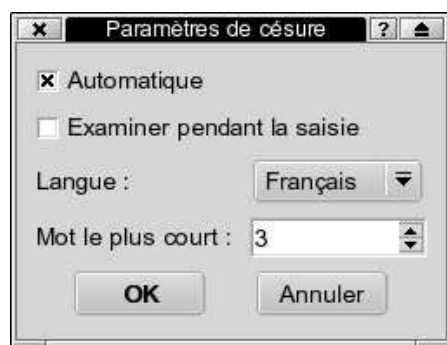 Paramètres de césure ?
Automatique
Examiner pendant la saisie
Langue : Français
Mot le plus court : 3
OK Annuler